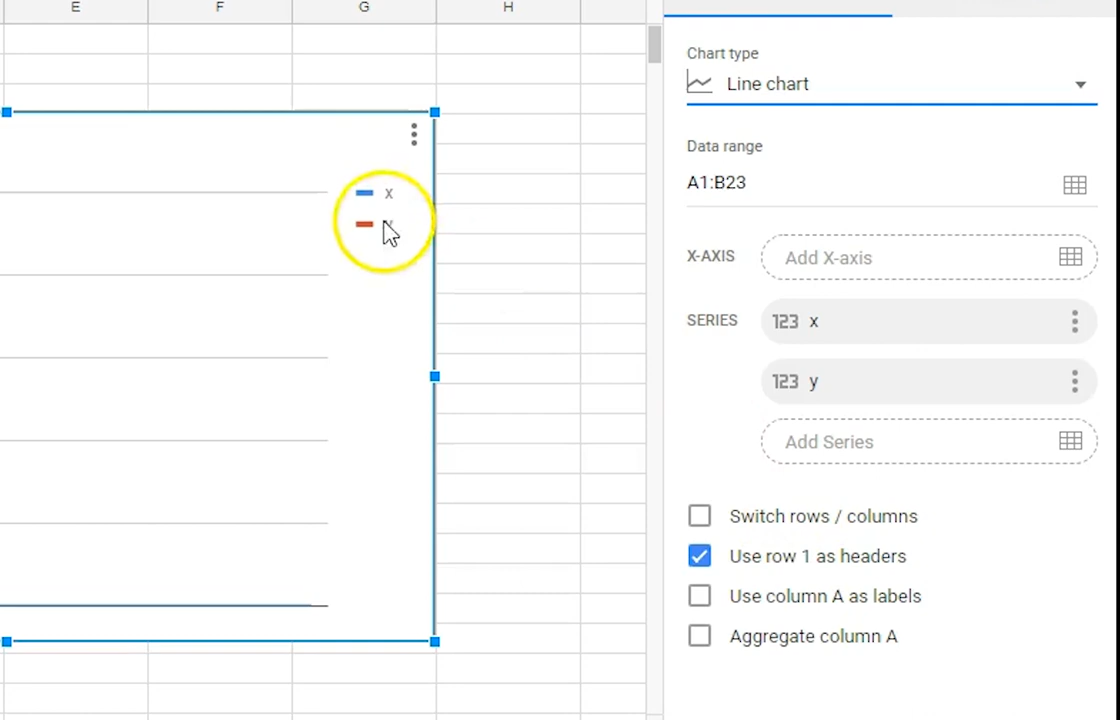 E F G H
Chart type
Line chart
Data range
x
A1:B23
X-AXIS Add X-axis
SERIES 123 x
123 y
Add Series
Switch rows / columns
Use row 1 as headers
Use column A as labels
Aggregate column A